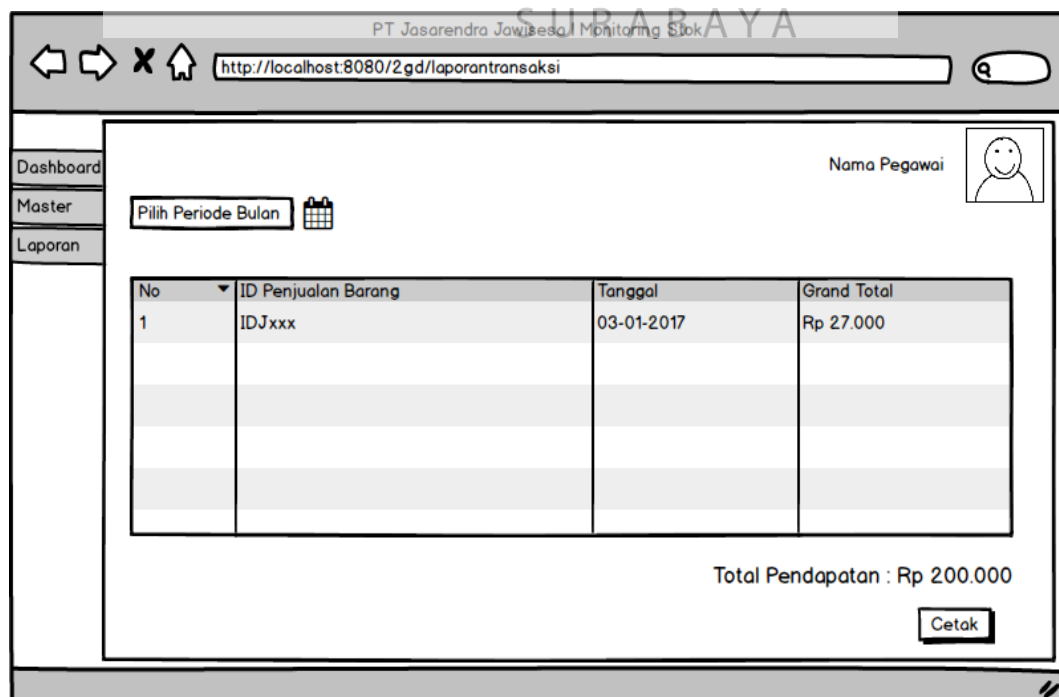 SURABAYA
PT Jasarendra Jawisesa | Monitoring Stok
http://localhost:8080/2gd/laporantransaksi
Dashboard
Master
Laporan
Nama Pegawai
Pilih Periode Bulan
No ID Penjualan Barang Tanggal Grand Total
1 IDJxxx 03-01-2017 Rp 27.000
Total Pendapatan : Rp 200.000
Cetak